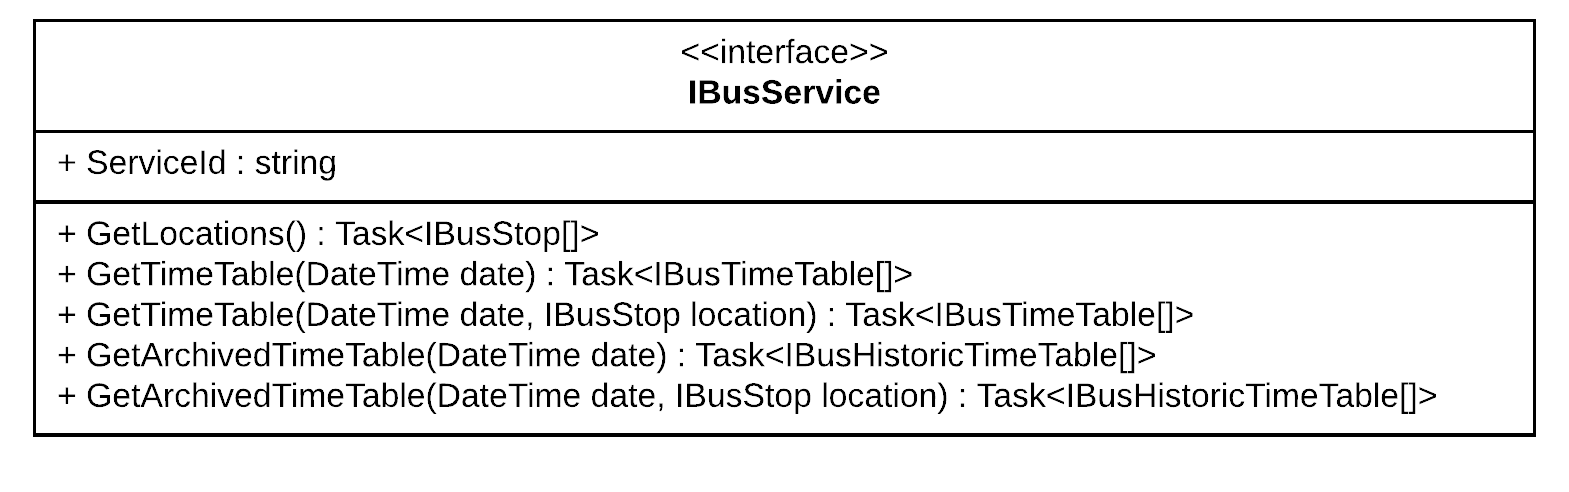 <<interface>>
IBusService
+ ServiceId : string
+ GetLocations() : Task<IBusStop[]>
+ GetTimeTable(DateTime date) : Task<IBusTimeTable[]>
+ GetTimeTable(DateTime date, IBusStop location) : Task<IBusTimeTable[]>
+ GetArchivedTimeTable(DateTime date) : Task<IBusHistoricTimeTable[]>
+ GetArchivedTimeTable(DateTime date, IBusStop location) : Task<IBusHistoricTimeTable[]>